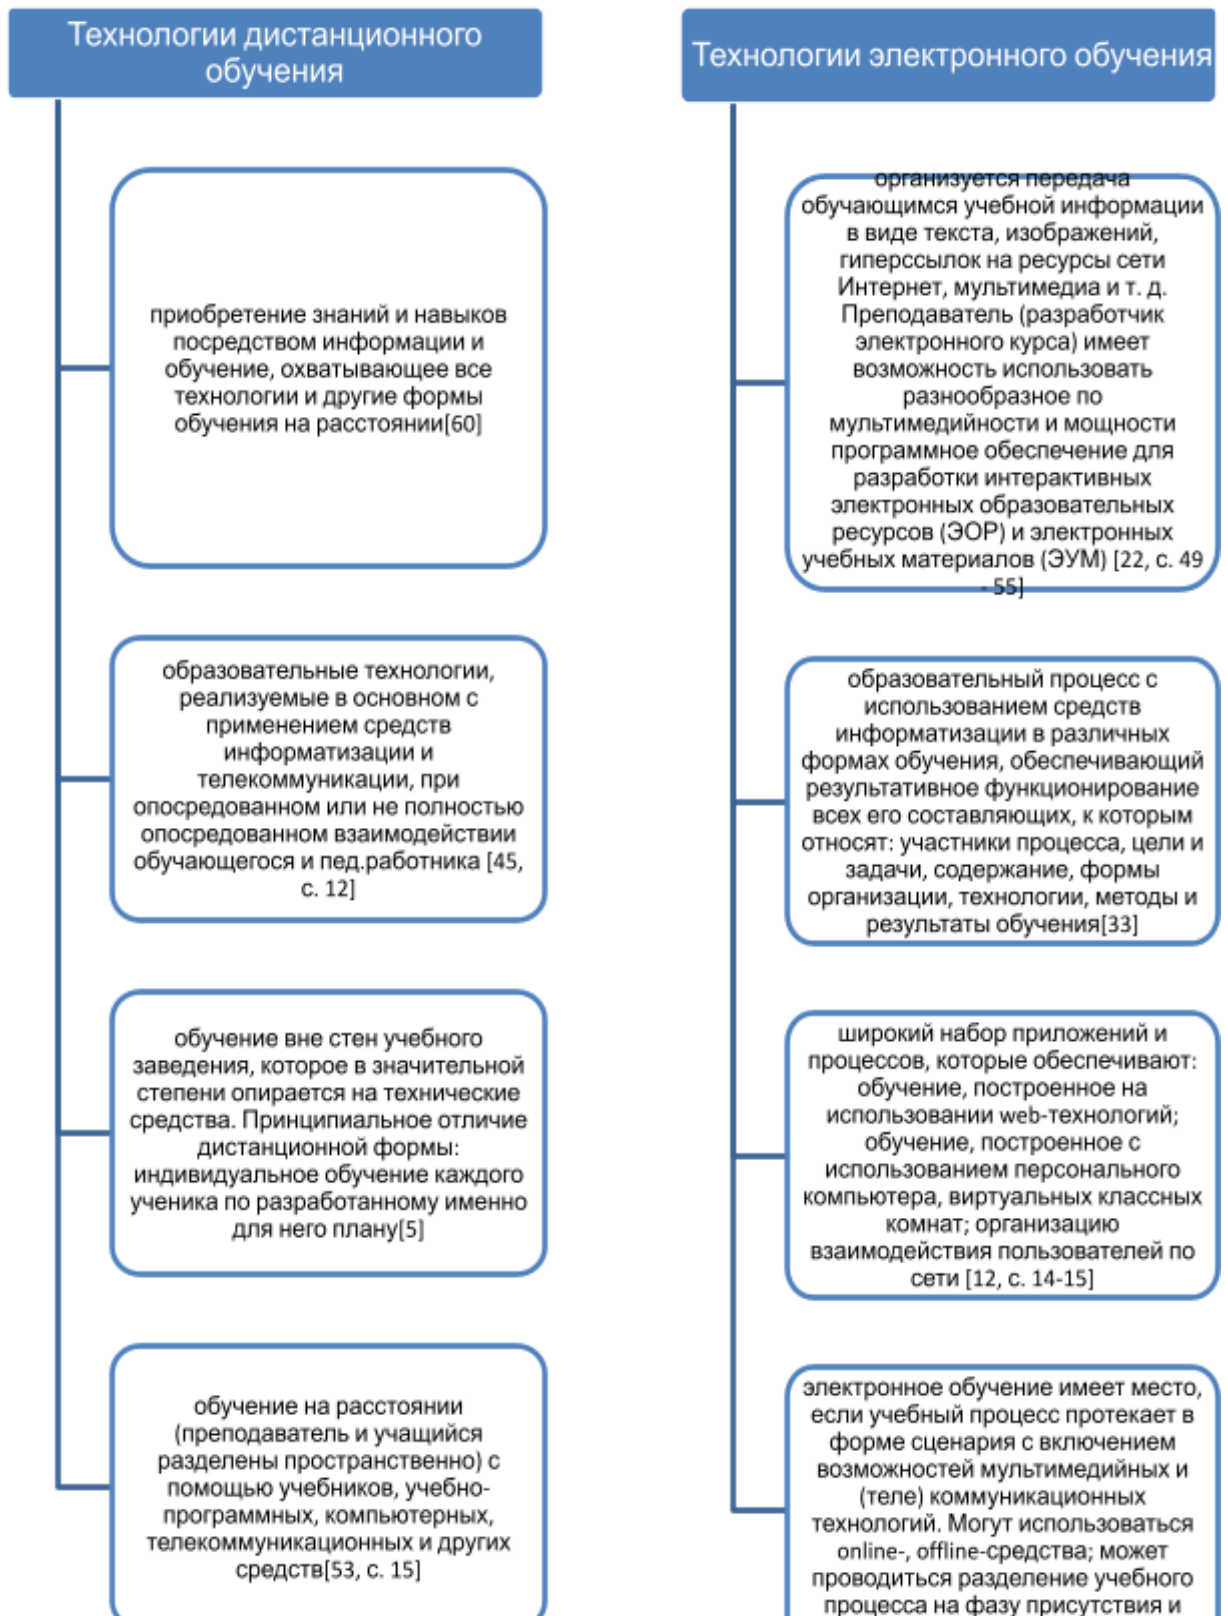 Технологии дистанционного
обучения
приобретение знаний и навыков
посредством информации и
обучение, охватывающее все
технологии и другие формы
обучения на расстоянии[60]
образовательные технологии,
реализуемые в основном с
применением средств
информатизации и
телекоммуникации, при
опосредованном или не полностью
опосредованном взаимодействии
обучающегося и пед.работника [45,
с. 12]
обучение вне стен учебного
заведения, которое в значительной
степени опирается на технические
средства. Принципиальное отличие
дистанционной формы:
индивидуальное обучение каждого
ученика по разработанному именно
для него плану[5]
обучение на расстоянии
(преподаватель и учащийся
разделены пространственно) с
помощью учебников, учебно-
программных, компьютерных,
телекоммуникационных и других
средств[53, с. 15]
Технологии электронного обучения
организуется передача
обучающимся учебной информации
в виде текста, изображений,
гиперссылок на ресурсы сети
Интернет, мультимедиа и т. д.
Преподаватель (разработчик
электронного курса) имеет
возможность использовать
разнообразное по
мультимедийности и мощности
программное обеспечение для
разработки интерактивных
электронных образовательных
ресурсов (ЭОР) и электронных
учебных материалов (ЭУМ) [22, с. 49
- 55]
образовательный процесс с
использованием средств
информатизации в различных
формах обучения, обеспечивающий
результативное функционирование
всех его составляющих, к которым
относят: участники процесса, цели и
задачи, содержание, формы
организации, технологии, методы и
результаты обучения[33]
широкий набор приложений и
процессов, которые обеспечивают:
обучение, построенное на
использовании web-технологий;
обучение, построенное с
использованием персонального
компьютера, виртуальных классных
комнат; организацию
взаимодействия пользователей по
сети [12, с. 14-15]
электронное обучение имеет место,
если учебный процесс протекает в
форме сценария с включением
возможностей мультимедийных и
(теле) коммуникационных
технологий. Могут использоваться
online-, offline-средства; может
проводиться разделение учебного
процесса на фазу присутствия и